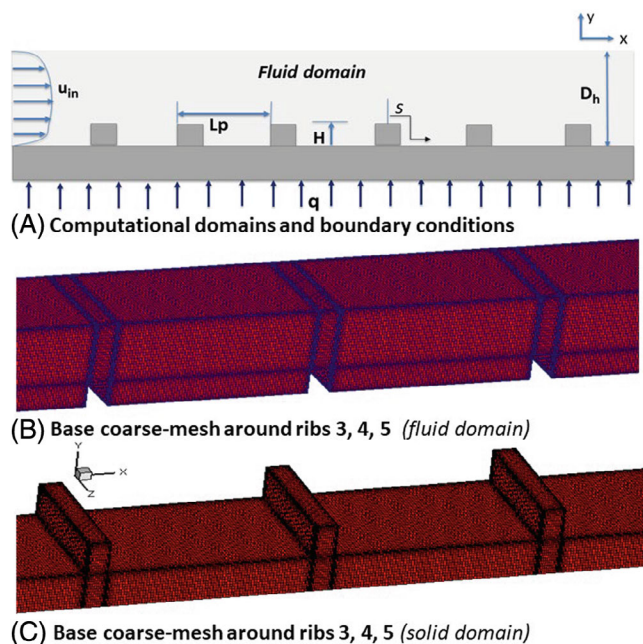 y
x
u_in
Fluid domain
D_h
Lp
H
S
q
(A) Computational domains and boundary conditions
(B) Base coarse-mesh around ribs 3, 4, 5 (fluid domain)
Y
X
Z
(C) Base coarse-mesh around ribs 3, 4, 5 (solid domain)